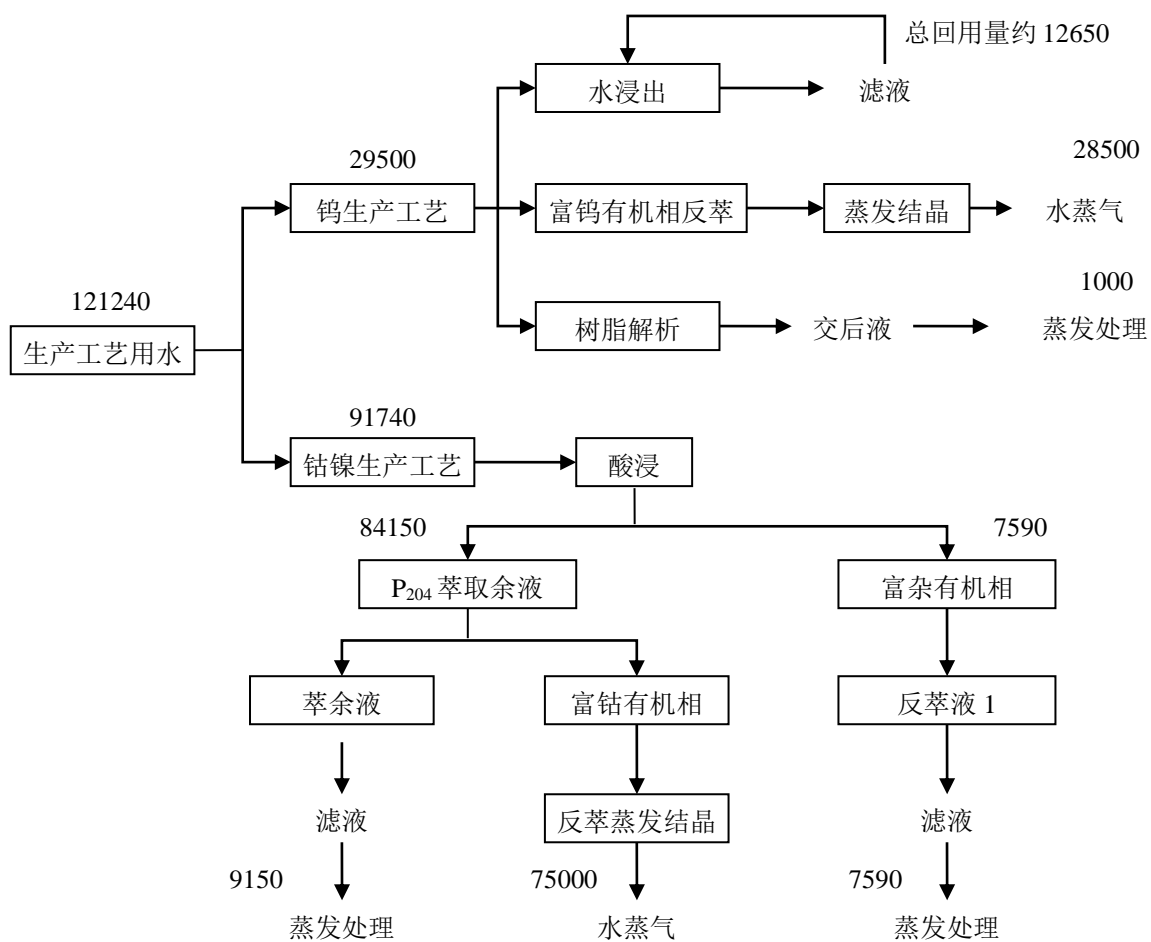 总回用量约 12650
水浸出
滤液
29500
28500
钨生产工艺
富钨有机相反萃
蒸发结晶
水蒸气
121240
1000
生产工艺用水
树脂解析
交后液
蒸发处理
91740
钴镍生产工艺
酸浸
84150
7590
P₂₀₄ 萃取余液
富杂有机相
萃余液
富钴有机相
反萃液 1
滤液
反萃蒸发结晶
滤液
9150
75000
7590
蒸发处理
水蒸气
蒸发处理